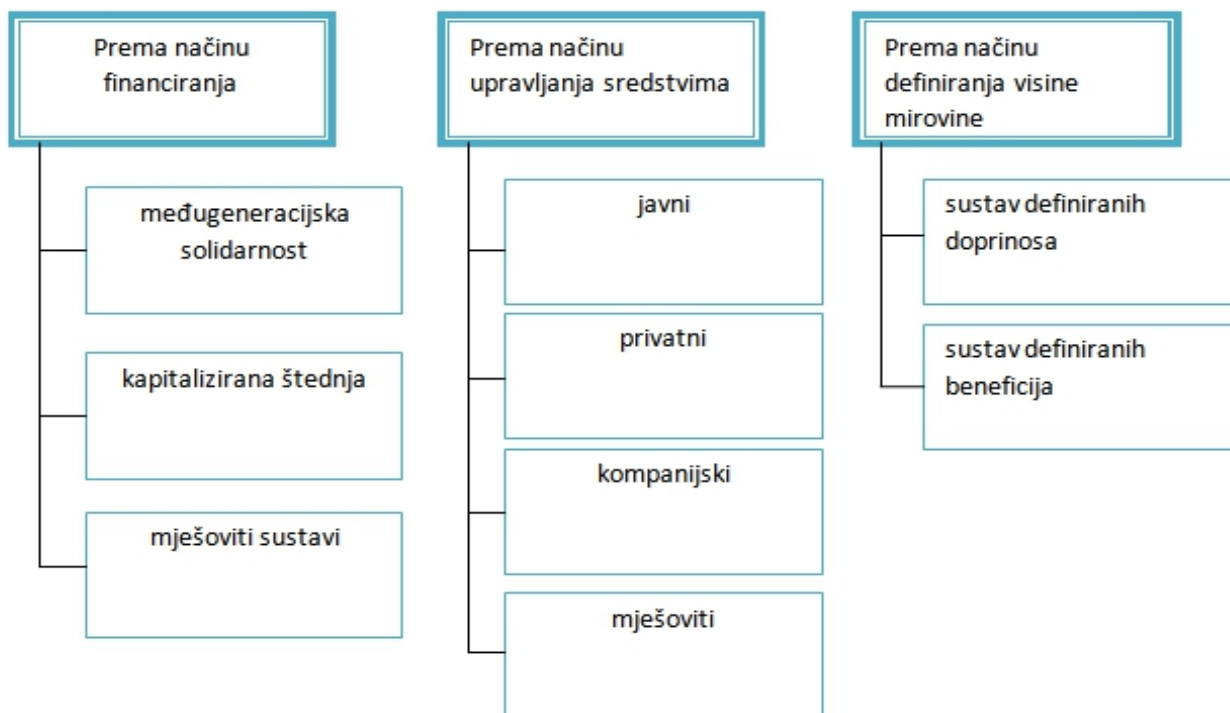 Prema načinu
financiranja
međugeneracijska
solidarnost
kapitalizirana štednja
mješoviti sustavi
Prema načinu
upravljanja sredstvima
javni
privatni
kompanijski
mješoviti
Prema načinu
definiranja visine
mirovine
sustav definiranih
doprinosa
sustav definiranih
beneficija